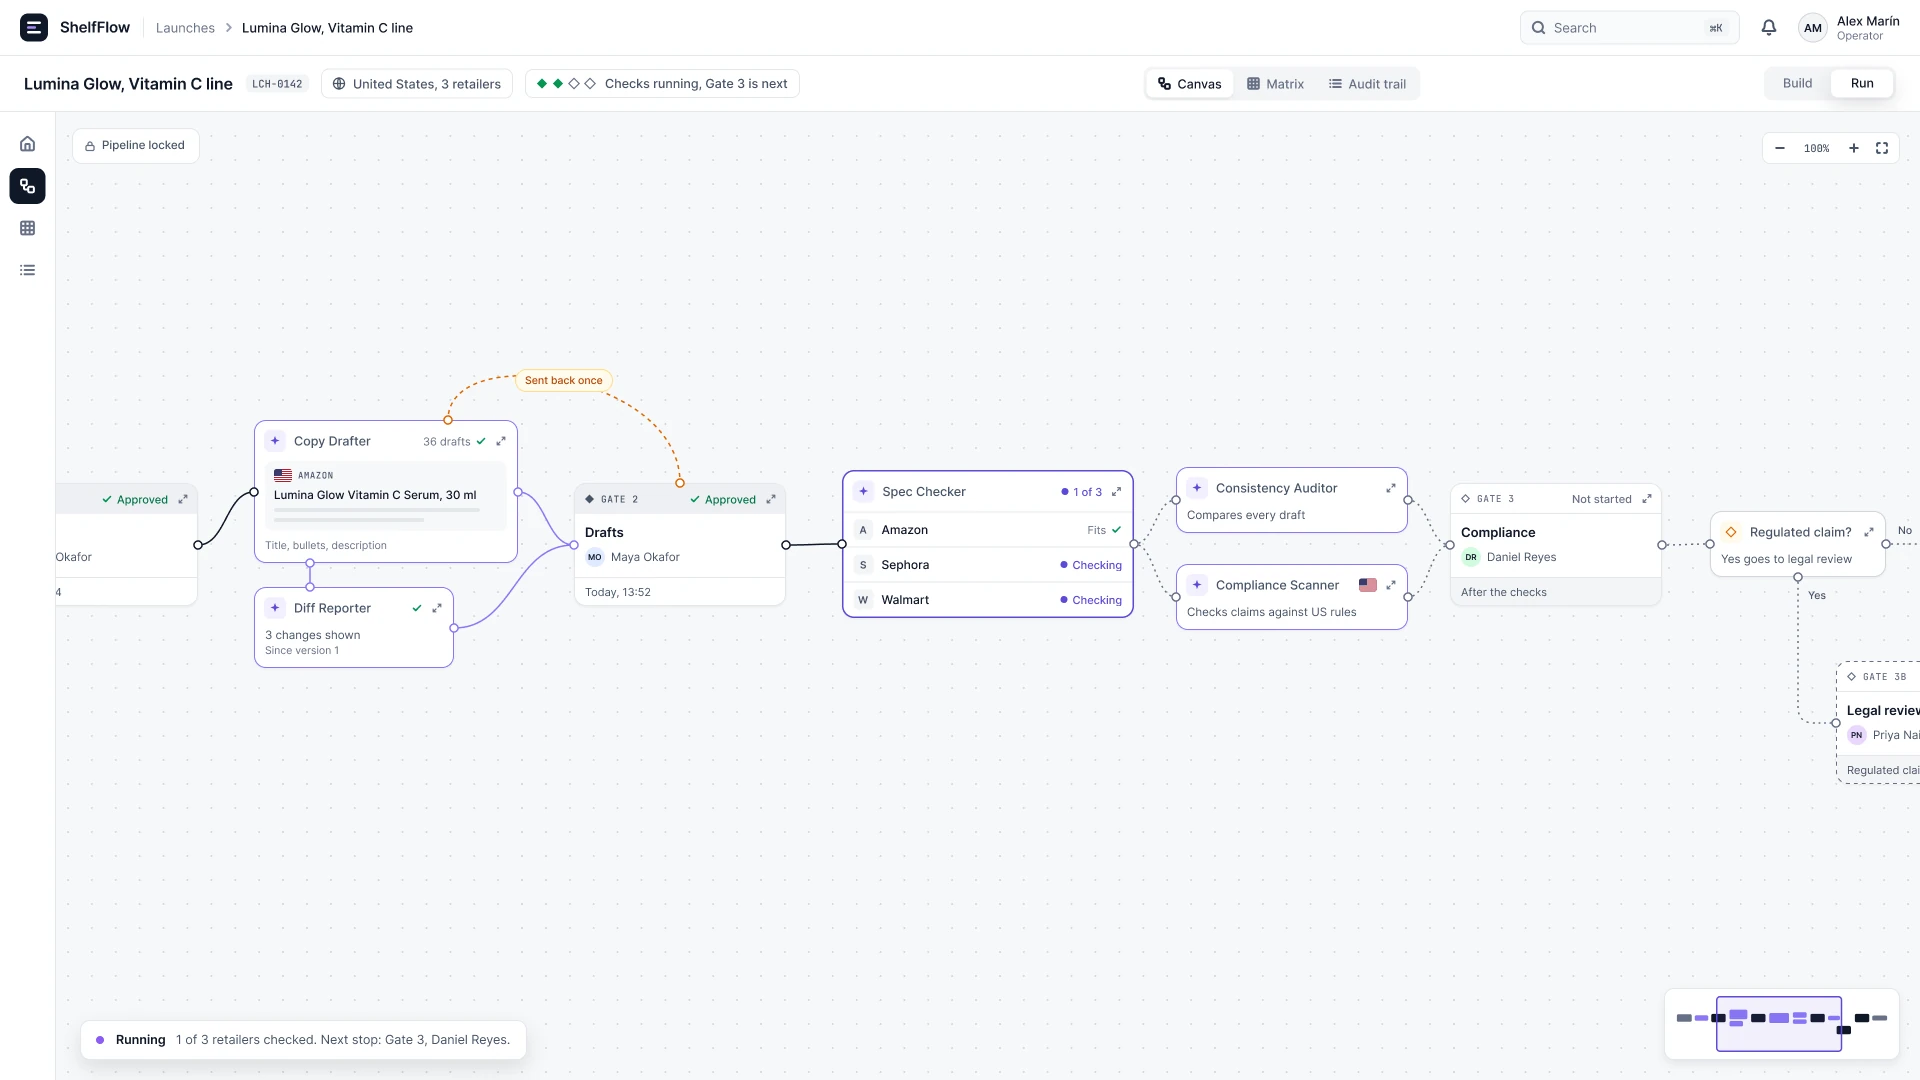 ShelfFlow
Launches
Lumina Glow, Vitamin C line
Search
⌘K
AM
Alex Marín
Operator
Lumina Glow, Vitamin C line
LCH-0142
United States, 3 retailers
Checks running, Gate 3 is next
Canvas
Matrix
Audit trail
Build
Run
Pipeline locked
100%
Sent back once
Approved
Okafor
4
Copy Drafter
36 drafts
AMAZON
Lumina Glow Vitamin C Serum, 30 ml
Title, bullets, description
Diff Reporter
3 changes shown
Since version 1
GATE 2
Approved
Drafts
MO
Maya Okafor
Today, 13:52
Spec Checker
1 of 3
A
Amazon
Fits
S
Sephora
Checking
W
Walmart
Checking
Consistency Auditor
Compares every draft
Compliance Scanner
Checks claims against US rules
GATE 3
Not started
Compliance
DR
Daniel Reyes
After the checks
Regulated claim?
Yes goes to legal review
No
Yes
GATE 3B
Legal review
PN
Priya Nai
Regulated clai
Running
1 of 3 retailers checked. Next stop: Gate 3, Daniel Reyes.